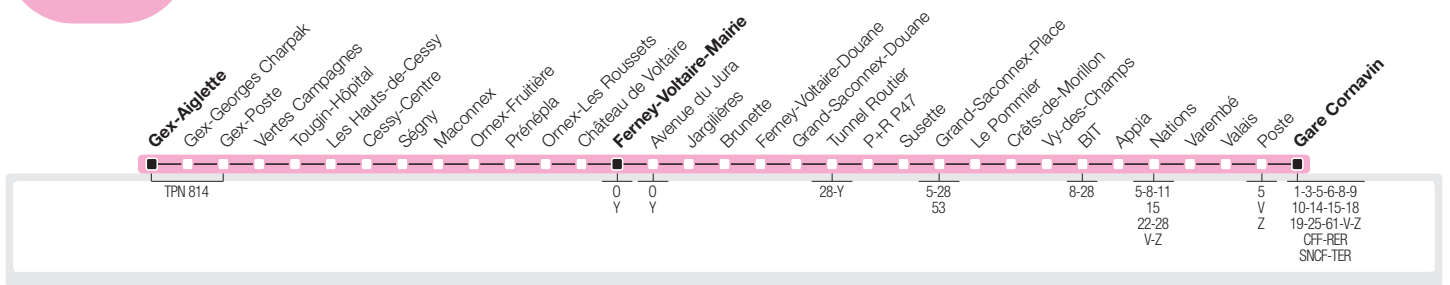 Gex-Aiglette
Gex-Georges Charpak
Gex-Poste
Vertes Campagnes
Tougin-Hôpital
Les Hauts-de-Cessy
Cessy-Centre
Ségny
Maconnex
Ornex-Fruitière
Prénépla
Ornex-Les Roussets
Château de Voltaire
Ferney-Voltaire-Mairie
Avenue du Jura
Jargilières
Brunette
Ferney-Voltaire-Douane
Grand-Saconnex-Douane
Tunnel Routier
P+R P47
Susette
Grand-Saconnex-Place
Le Pommier
Crêts-de-Morillon
Vy-des-Champs
BIT
Appia
Nations
Varembé
Valais
Poste
Gare Cornavin
TPN 814
O
Y
O
Y
28-Y
5-28
53
8-28
5-8-11
15
22-28
V-Z
5
V
Z
1-3-5-6-8-9
10-14-15-18
19-25-61-V-Z
CFF-RER
SNCF-TER